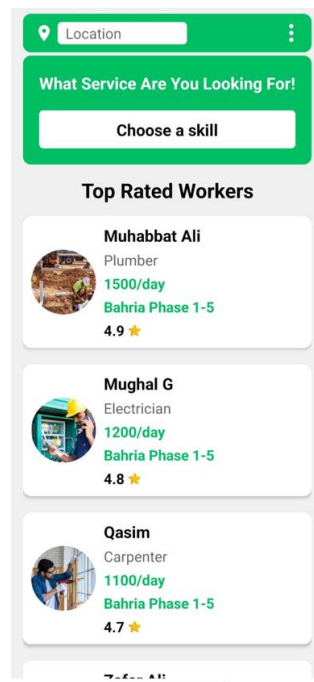 Location
What Service Are You Looking For!
Choose a skill
Top Rated Workers
Muhabbat Ali
Plumber
1500/day
Bahria Phase 1-5
4.9
Mughal G
Electrician
1200/day
Bahria Phase 1-5
4.8
Qasim
Carpenter
1100/day
Bahria Phase 1-5
4.7
Zafar Ali